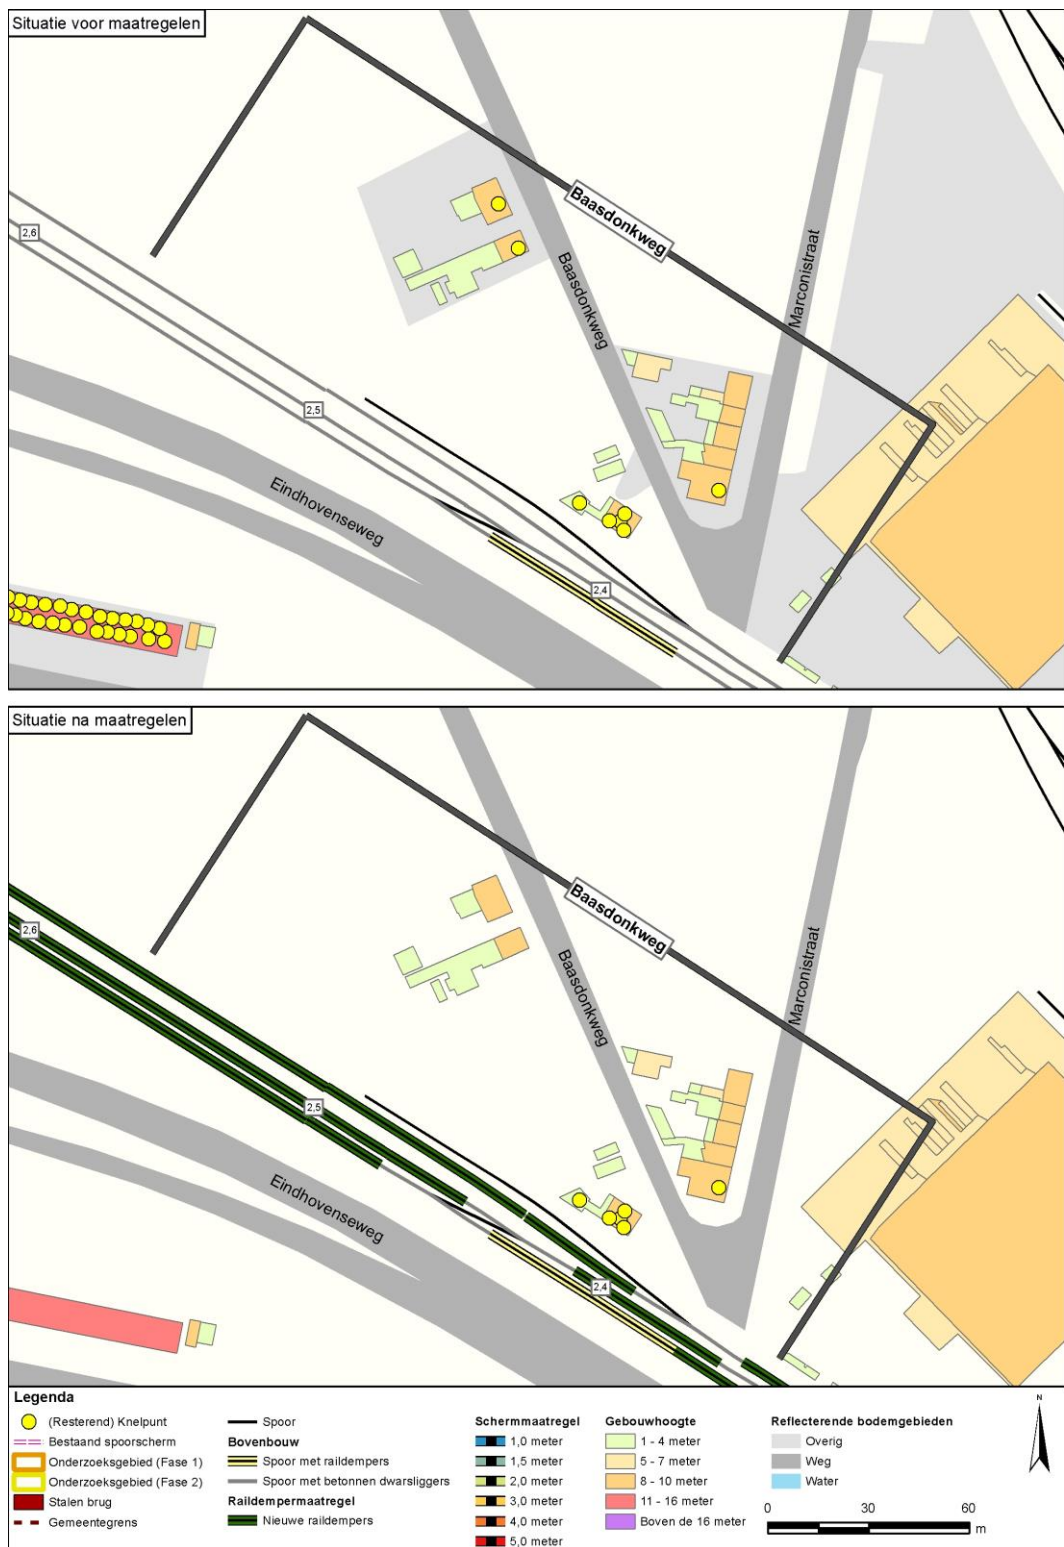 Situatie voor maatregelen
Baasdonkweg
2,6
Baasdonkweg
Marconistraat
2,5
Eindhovenseweg
2,4
Situatie na maatregelen
Baasdonkweg
2,6
Baasdonkweg
Marconistraat
2,5
Eindhovenseweg
2,4
Legenda
(Resterend) Knelpunt
Bestaand spoorscherm
Onderzoeksgebied (Fase 1)
Onderzoeksgebied (Fase 2)
Stalen brug
Gemeentegrens
Spoor
Bovenbouw
Spoor met raildempers
Spoor met betonnen dwarsliggers
Raildempermaatregel
Nieuwe raildempers
Schermmaatregel
1,0 meter
1,5 meter
2,0 meter
3,0 meter
4,0 meter
5,0 meter
Gebouwhoogte
1 - 4 meter
5 - 7 meter
8 - 10 meter
11 - 16 meter
Boven de 16 meter
Reflecterende bodemgebieden
Overig
Weg
Water
0 30 60
m
N